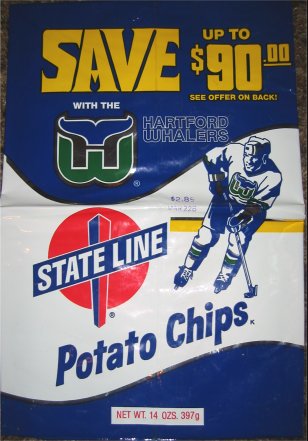 SAVE UP TO $90.00
SEE OFFER ON BACK!
WITH THE
HARTFORD
WHALERS
®
$2.85
STATE LINE
®
Potato Chips K
NET WT. 14 OZS. 397g